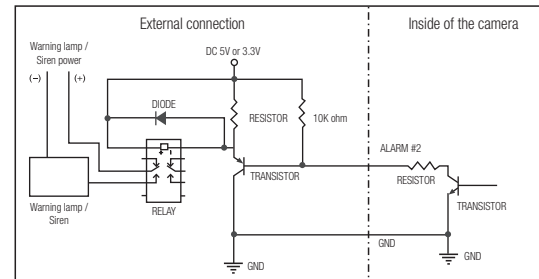 External connection
Inside of the camera
Warning lamp /
Siren power
(−)
(+)
DC 5V or 3.3V
DIODE
RESISTOR
10K ohm
ALARM #2
RESISTOR
TRANSISTOR
TRANSISTOR
Warning lamp /
Siren
RELAY
GND
GND
GND